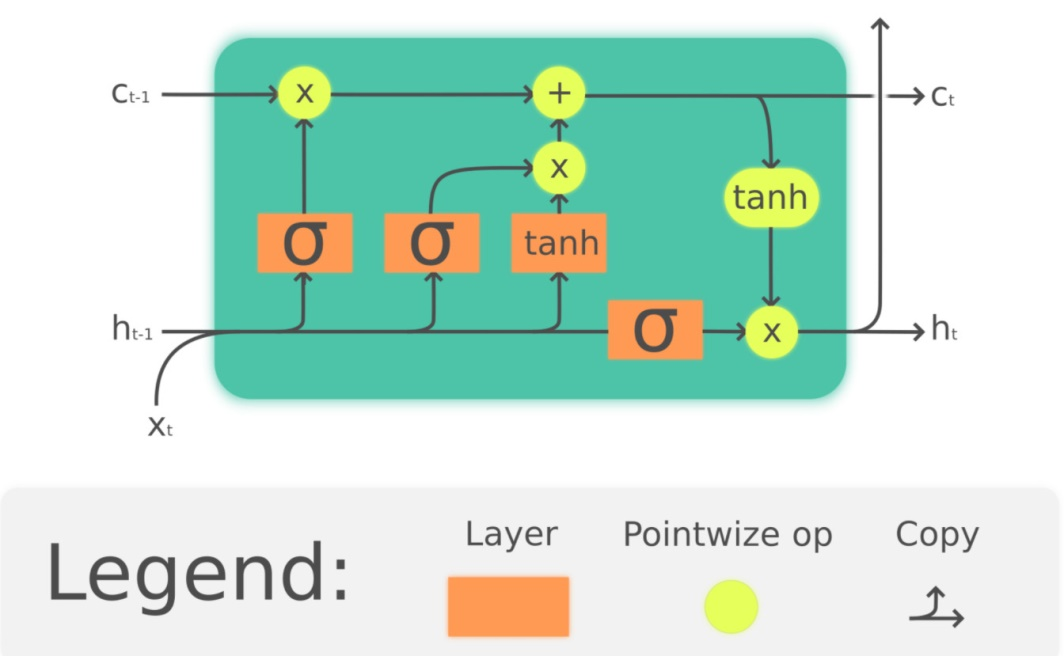 ct-1
x
+
ct
x
tanh
σ
σ
tanh
ht-1
σ
x
ht
xt
Legend:
Layer
Pointwize op
Copy